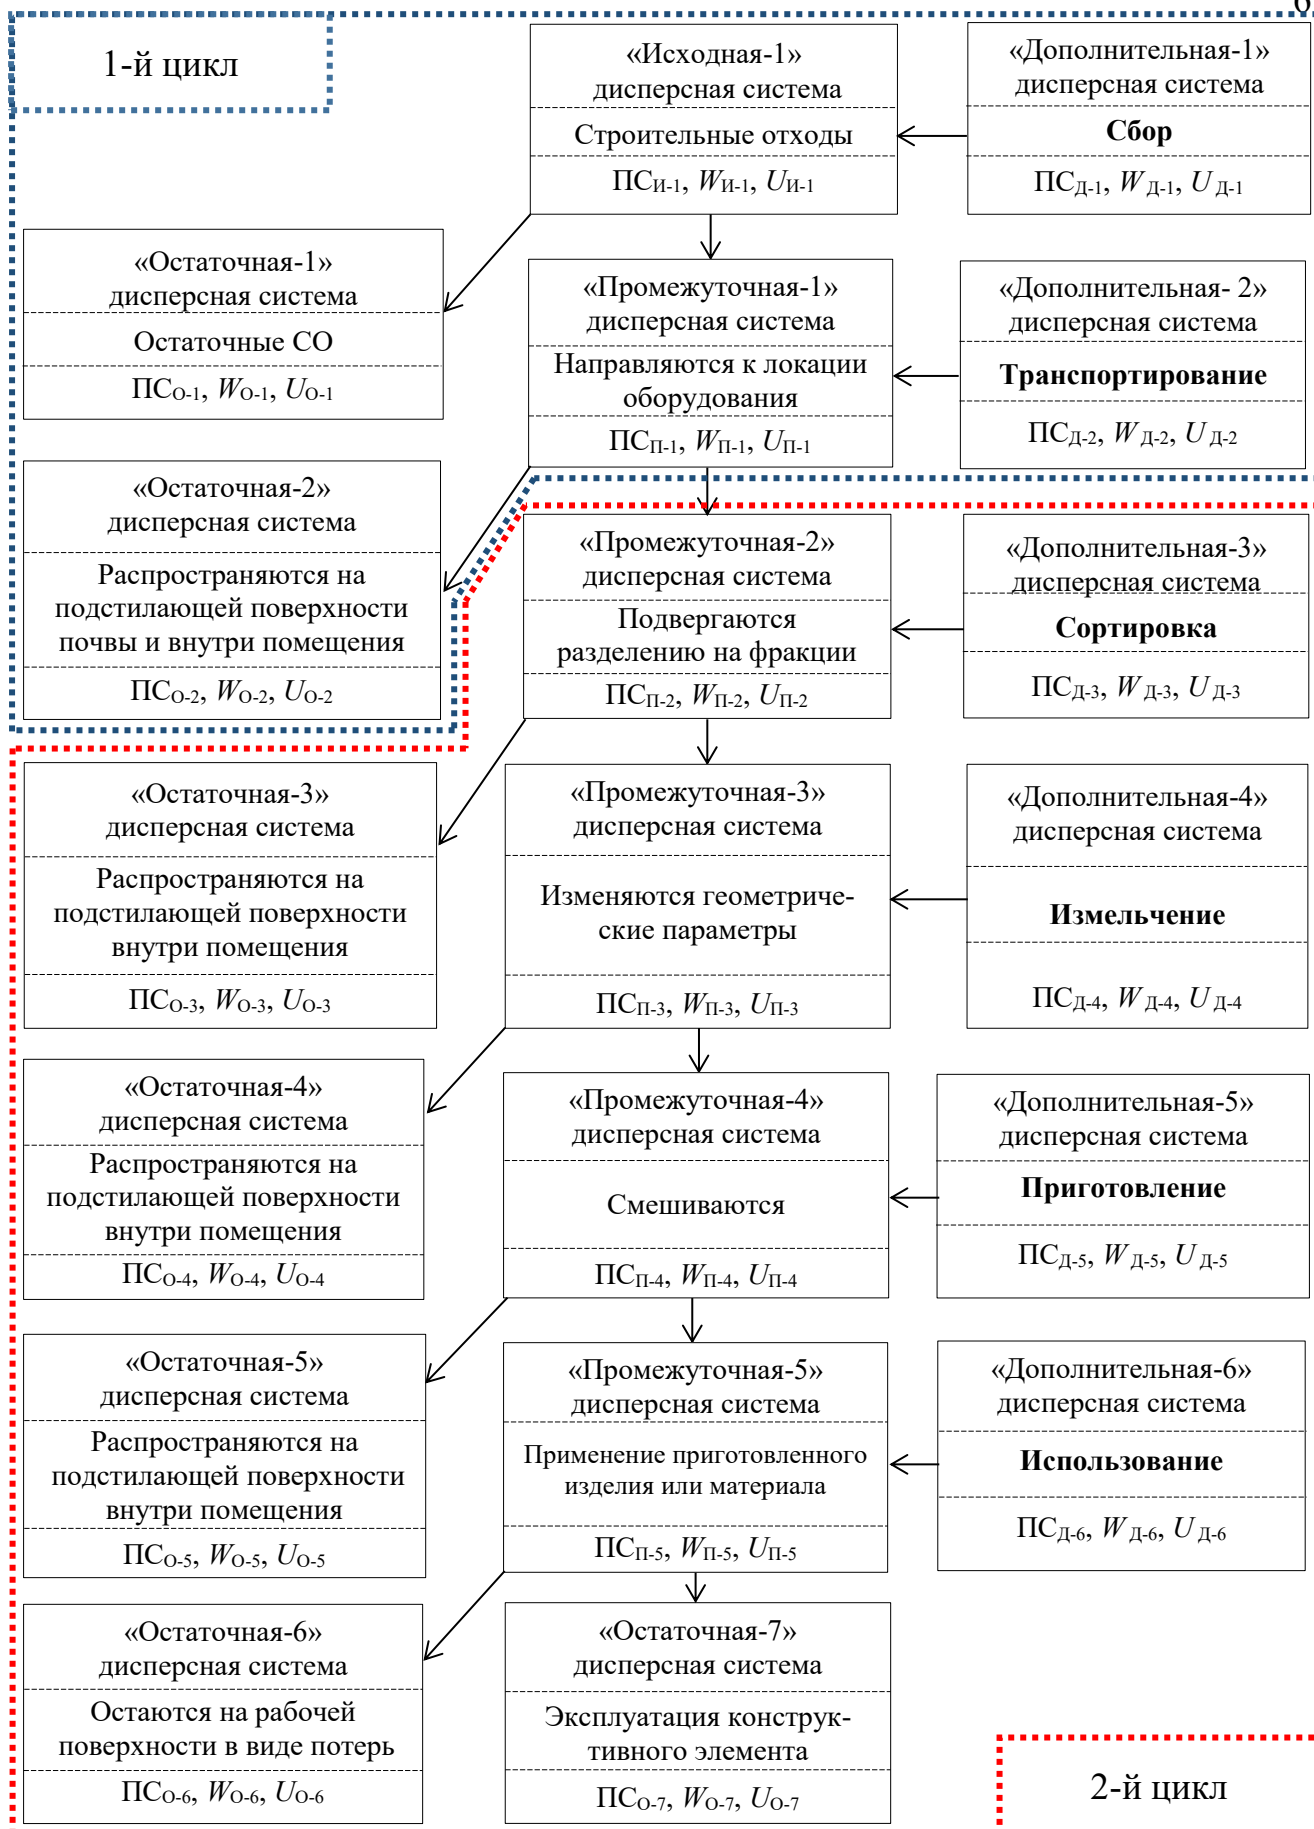 6
1-й цикл
«Исходная-1»
дисперсная система
Строительные отходы
ПСИ-1, WИ-1, UИ-1
«Дополнительная-1»
дисперсная система
Сбор
ПСД-1, WД-1, UД-1
«Остаточная-1»
дисперсная система
Остаточные СО
ПСО-1, WО-1, UО-1
«Промежуточная-1»
дисперсная система
Направляются к локации
оборудования
ПСП-1, WП-1, UП-1
«Дополнительная- 2»
дисперсная система
Транспортирование
ПСД-2, WД-2, UД-2
«Остаточная-2»
дисперсная система
Распространяются на
подстилающей поверхности
почвы и внутри помещения
ПСО-2, WО-2, UО-2
«Промежуточная-2»
дисперсная система
Подвергаются
разделению на фракции
ПСП-2, WП-2, UП-2
«Дополнительная-3»
дисперсная система
Сортировка
ПСД-3, WД-3, UД-3
«Остаточная-3»
дисперсная система
Распространяются на
подстилающей поверхности
внутри помещения
ПСО-3, WО-3, UО-3
«Промежуточная-3»
дисперсная система
Изменяются геометриче-
ские параметры
ПСП-3, WП-3, UП-3
«Дополнительная-4»
дисперсная система
Измельчение
ПСД-4, WД-4, UД-4
«Остаточная-4»
дисперсная система
Распространяются на
подстилающей поверхности
внутри помещения
ПСО-4, WО-4, UО-4
«Промежуточная-4»
дисперсная система
Смешиваются
ПСП-4, WП-4, UП-4
«Дополнительная-5»
дисперсная система
Приготовление
ПСД-5, WД-5, UД-5
«Остаточная-5»
дисперсная система
Распространяются на
подстилающей поверхности
внутри помещения
ПСО-5, WО-5, UО-5
«Промежуточная-5»
дисперсная система
Применение приготовленного
изделия или материала
ПСП-5, WП-5, UП-5
«Дополнительная-6»
дисперсная система
Использование
ПСД-6, WД-6, UД-6
«Остаточная-6»
дисперсная система
Остаются на рабочей
поверхности в виде потерь
ПСО-6, WО-6, UО-6
«Остаточная-7»
дисперсная система
Эксплуатация конструк-
тивного элемента
ПСО-7, WО-7, UО-7
2-й цикл